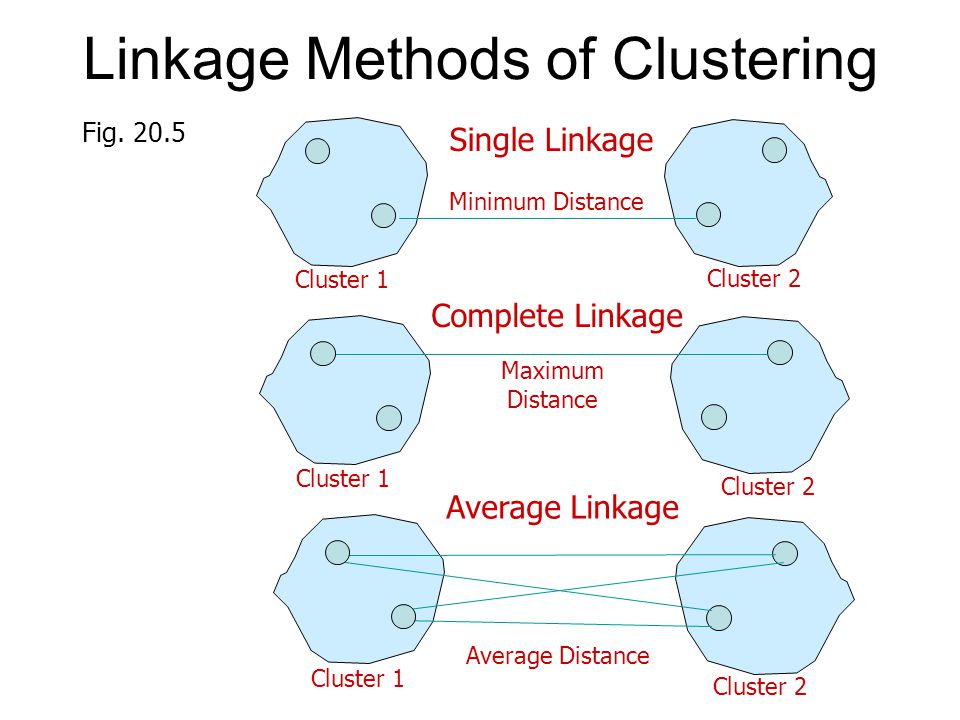 Linkage Methods of Clustering
Fig. 20.5
Single Linkage
Minimum Distance
Cluster 1
Cluster 2
Complete Linkage
Maximum
Distance
Cluster 1
Cluster 2
Average Linkage
Average Distance
Cluster 1
Cluster 2